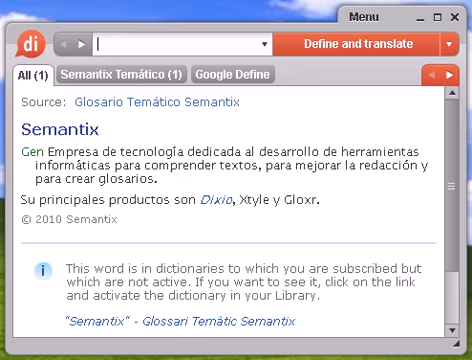 Menu
di
Define and translate
All (1)
Semantix Temático (1)
Google Define
Source: Glosario Temático Semantix
Semantix
Gen Empresa de tecnología dedicada al desarrollo de herramientas
informáticas para comprender textos, para mejorar la redacción y
para crear glosarios.
Su principales productos son Dixio, Xtyle y Gloxr.
© 2010 Semantix
i
This word is in dictionaries to which you are subscribed but
which are not active. If you want to see it, click on the link
and activate the dictionary in your Library.
"Semantix" - Glossari Temàtic Semantix